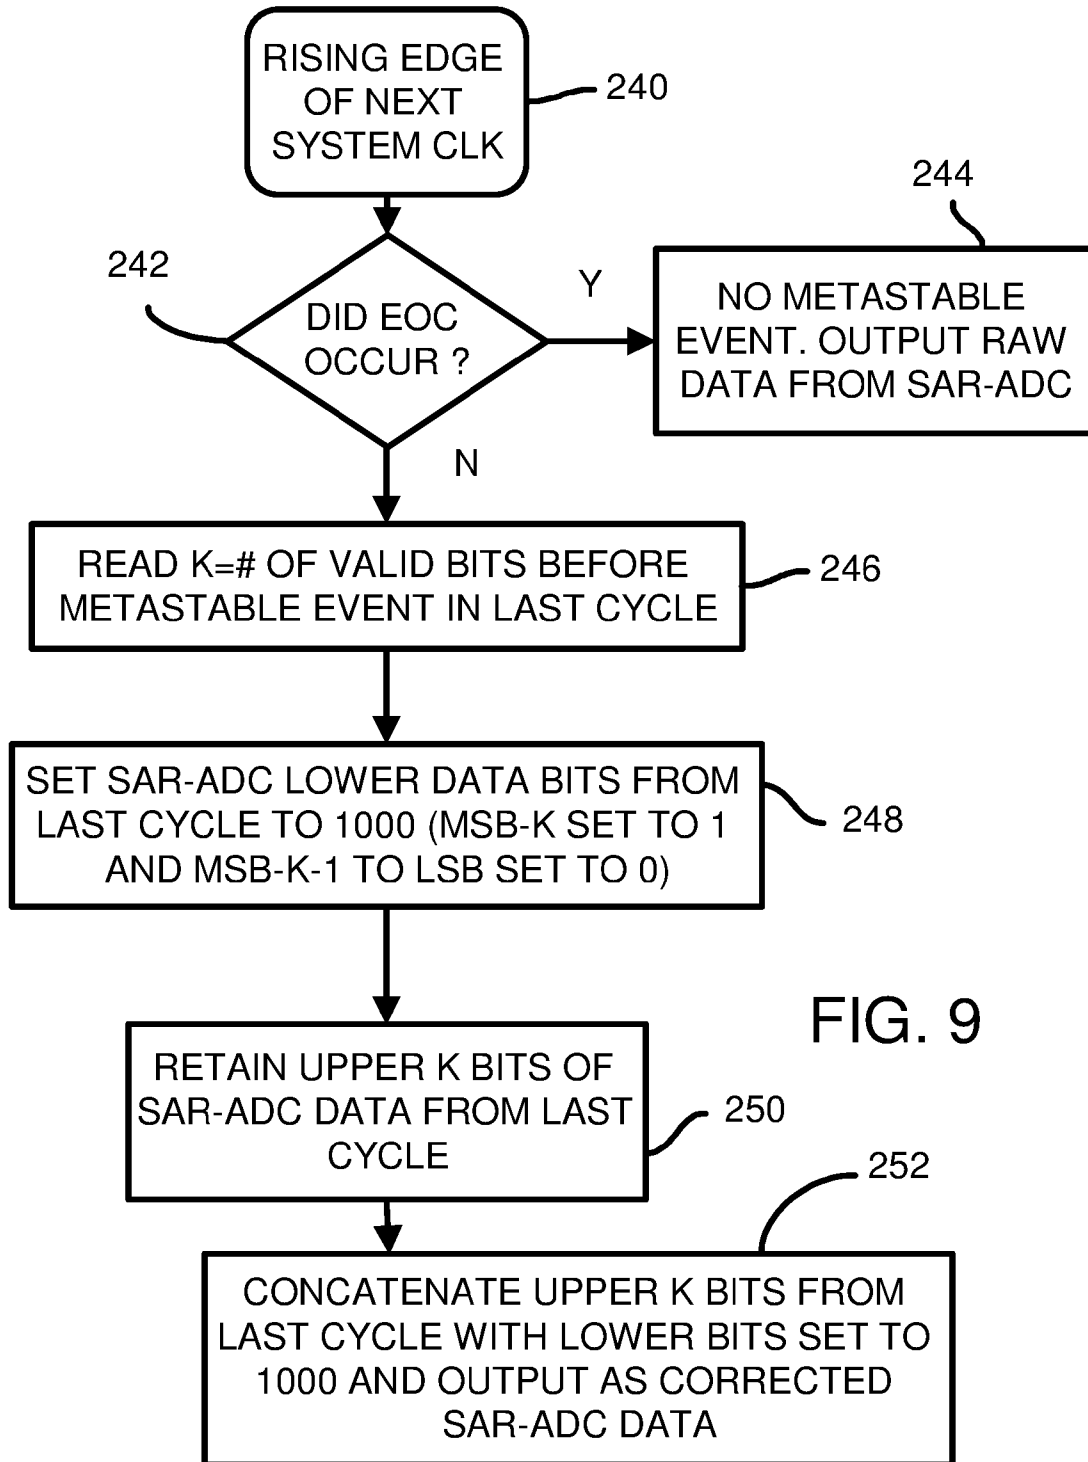 RISING EDGE
OF NEXT
SYSTEM CLK
240
244
242
DID EOC
OCCUR ?
Y
NO METASTABLE
EVENT. OUTPUT RAW
DATA FROM SAR-ADC
N
READ K=# OF VALID BITS BEFORE
METASTABLE EVENT IN LAST CYCLE
246
SET SAR-ADC LOWER DATA BITS FROM
LAST CYCLE TO 1000 (MSB-K SET TO 1
AND MSB-K-1 TO LSB SET TO 0)
248
FIG. 9
RETAIN UPPER K BITS OF
SAR-ADC DATA FROM LAST
CYCLE
250
252
CONCATENATE UPPER K BITS FROM
LAST CYCLE WITH LOWER BITS SET TO
1000 AND OUTPUT AS CORRECTED
SAR-ADC DATA